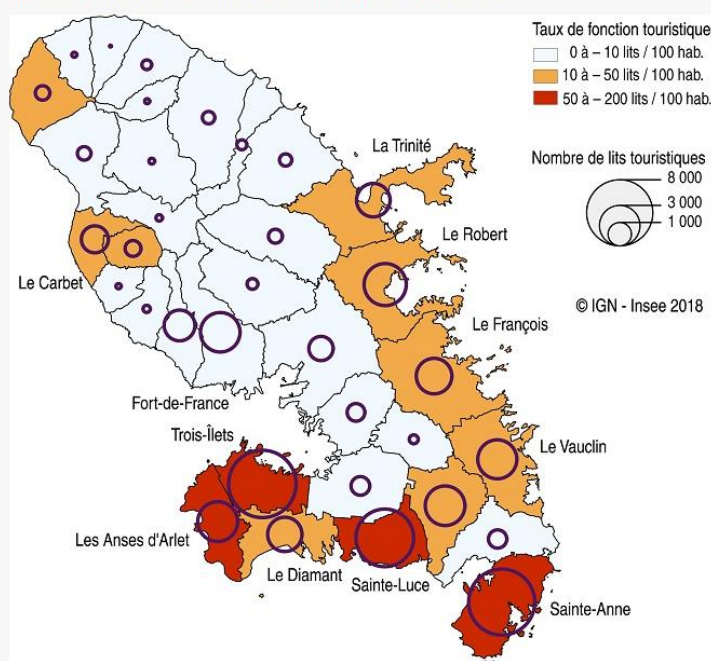 Taux de fonction touristique
0 à – 10 lits / 100 hab.
10 à – 50 lits / 100 hab.
50 à – 200 lits / 100 hab.
La Trinité
Nombre de lits touristiques
8 000
3 000
1 000
Le Robert
Le Carbet
© IGN - Insee 2018
Le François
Fort-de-France
Trois-Îlets
Le Vauclin
Les Anses d'Arlet
Le Diamant
Sainte-Luce
Sainte-Anne